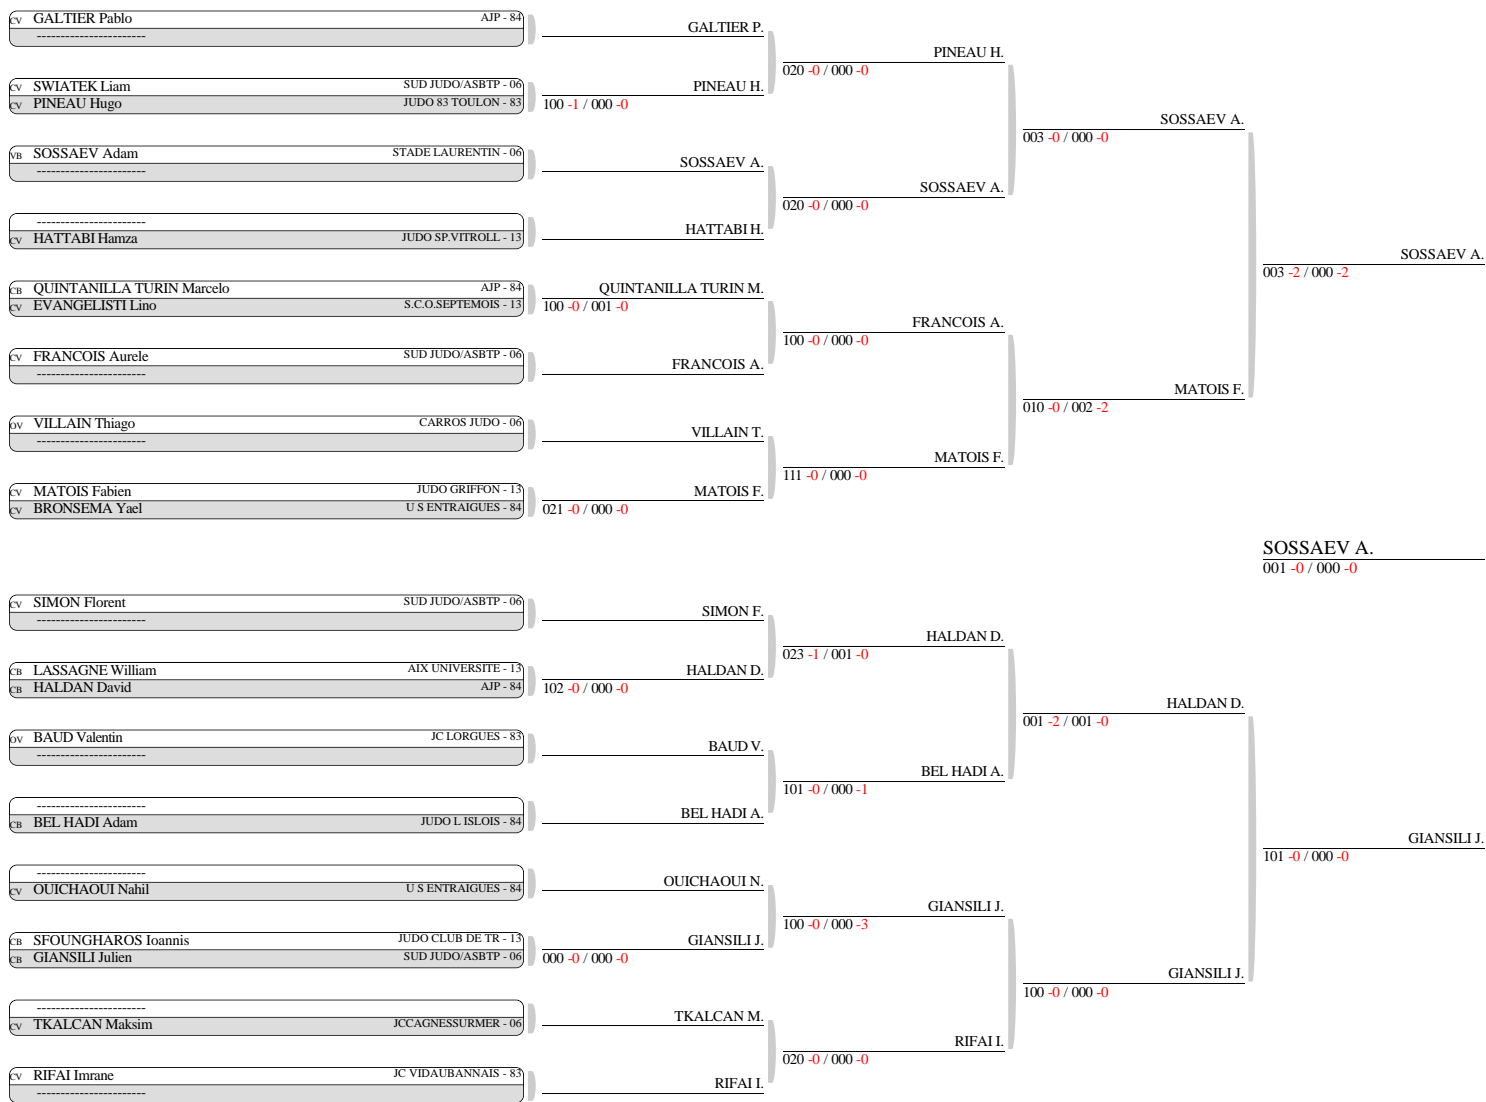 CV GALTIER Pablo AJP - 84
-----------------------
CV SWIATEK Liam SUD JUDO/ASBTP - 06
CV PINEAU Hugo JUDO 83 TOULON - 83
VB SOSSAEV Adam STADE LAURENTIN - 06
-----------------------
-----------------------
CV HATTABI Hamza JUDO SP.VITROLL - 13
CB QUINTANILLA TURIN Marcelo AJP - 84
CV EVANGELISTI Lino S.C.O.SEPTEMOIS - 13
CV FRANCOIS Aurele SUD JUDO/ASBTP - 06
-----------------------
OV VILLAIN Thiago CARROS JUDO - 06
-----------------------
CV MATOIS Fabien JUDO GRIFFON - 13
CV BRONSEMA Yael U S ENTRAIGUES - 84
CV SIMON Florent SUD JUDO/ASBTP - 06
-----------------------
CB LASSAGNE William AIX UNIVERSITE - 13
CB HALDAN David AJP - 84
OV BAUD Valentin JC LORGUES - 83
-----------------------
-----------------------
CB BEL HADI Adam JUDO L ISLOIS - 84
-----------------------
CV OUICHAOUI Nahil U S ENTRAIGUES - 84
CB SFOUNGHAROS Ioannis JUDO CLUB DE TR - 13
CB GIANSILI Julien SUD JUDO/ASBTP - 06
-----------------------
CV TKALCAN Maksim JCCAGNESSURMER - 06
CV RIFAI Imrane JC VIDAUBANNAIS - 83
-----------------------
GALTIER P.
PINEAU H.
100 -1 / 000 -0
SOSSAEV A.
HATTABI H.
QUINTANILLA TURIN M.
100 -0 / 001 -0
FRANCOIS A.
VILLAIN T.
MATOIS F.
021 -0 / 000 -0
SIMON F.
HALDAN D.
102 -0 / 000 -0
BAUD V.
BEL HADI A.
OUICHAOUI N.
GIANSILI J.
000 -0 / 000 -0
TKALCAN M.
RIFAI I.
PINEAU H.
020 -0 / 000 -0
SOSSAEV A.
020 -0 / 000 -0
FRANCOIS A.
100 -0 / 000 -0
MATOIS F.
111 -0 / 000 -0
HALDAN D.
023 -1 / 001 -0
BEL HADI A.
101 -0 / 000 -1
GIANSILI J.
100 -0 / 000 -3
RIFAI I.
020 -0 / 000 -0
SOSSAEV A.
003 -0 / 000 -0
MATOIS F.
010 -0 / 002 -2
HALDAN D.
001 -2 / 001 -0
GIANSILI J.
100 -0 / 000 -0
SOSSAEV A.
003 -2 / 000 -2
SOSSAEV A.
001 -0 / 000 -0
GIANSILI J.
101 -0 / 000 -0